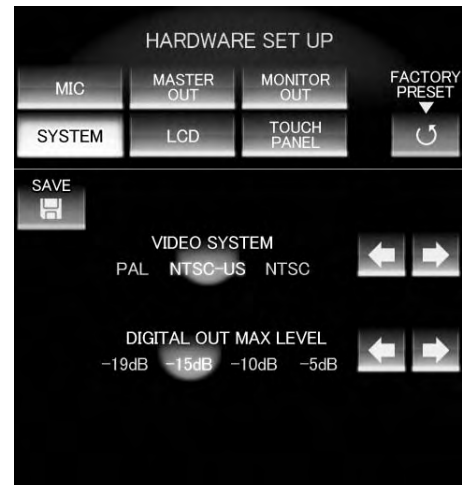 HARDWARE SET UP
MIC
MASTER
OUT
MONITOR
OUT
FACTORY
PRESET
SYSTEM
LCD
TOUCH
PANEL
SAVE
VIDEO SYSTEM
PAL NTSC-US NTSC
DIGITAL OUT MAX LEVEL
-19dB -15dB -10dB -5dB